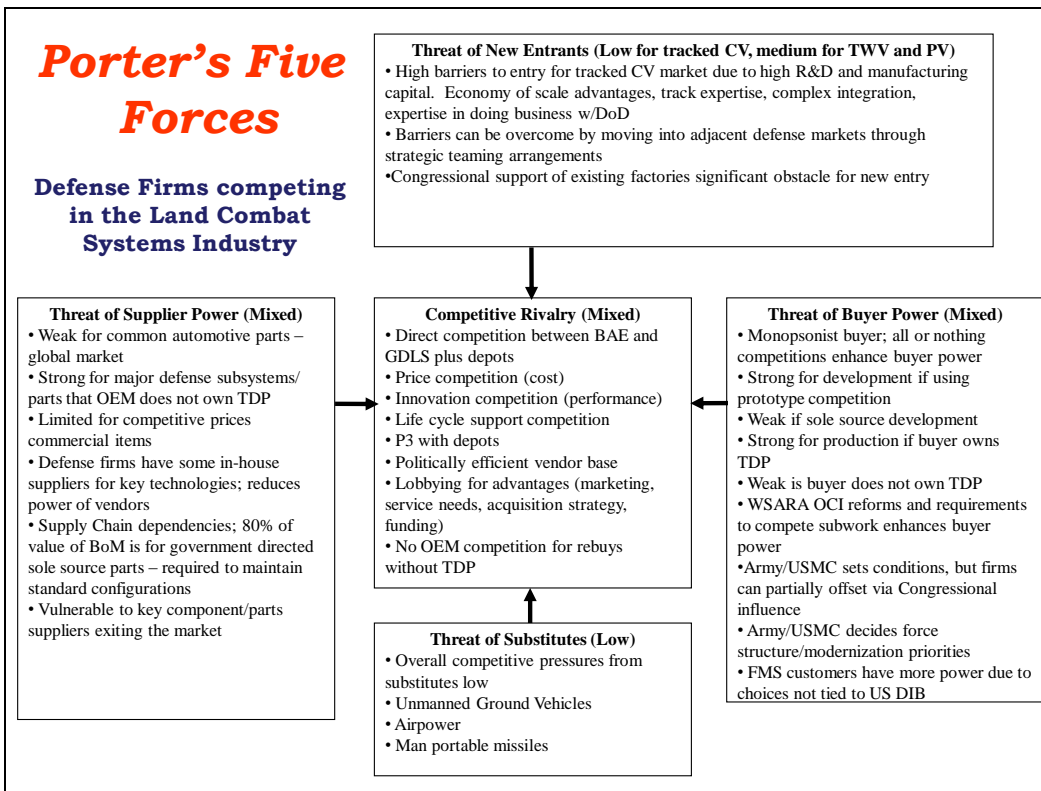 Porter's Five
Forces
Defense Firms competing
in the Land Combat
Systems Industry
Threat of New Entrants (Low for tracked CV, medium for TWV and PV)
• High barriers to entry for tracked CV market due to high R&D and manufacturing
capital. Economy of scale advantages, track expertise, complex integration,
expertise in doing business w/DoD
• Barriers can be overcome by moving into adjacent defense markets through
strategic teaming arrangements
•Congressional support of existing factories significant obstacle for new entry
Threat of Supplier Power (Mixed)
• Weak for common automotive parts –
global market
• Strong for major defense subsystems/
parts that OEM does not own TDP
• Limited for competitive prices
commercial items
• Defense firms have some in-house
suppliers for key technologies; reduces
power of vendors
• Supply Chain dependencies; 80% of
value of BoM is for government directed
sole source parts – required to maintain
standard configurations
• Vulnerable to key component/parts
suppliers exiting the market
Competitive Rivalry (Mixed)
• Direct competition between BAE and
GDLS plus depots
• Price competition (cost)
• Innovation competition (performance)
• Life cycle support competition
• P3 with depots
• Politically efficient vendor base
• Lobbying for advantages (marketing,
service needs, acquisition strategy,
funding)
• No OEM competition for rebuys
without TDP
Threat of Buyer Power (Mixed)
• Monopsonist buyer; all or nothing
competitions enhance buyer power
• Strong for development if using
prototype competition
• Weak if sole source development
• Strong for production if buyer owns
TDP
• Weak is buyer does not own TDP
• WSARA OCI reforms and requirements
to compete subwork enhances buyer
power
•Army/USMC sets conditions, but firms
can partially offset via Congressional
influence
• Army/USMC decides force
structure/modernization priorities
• FMS customers have more power due to
choices not tied to US DIB
Threat of Substitutes (Low)
• Overall competitive pressures from
substitutes low
• Unmanned Ground Vehicles
• Airpower
• Man portable missiles